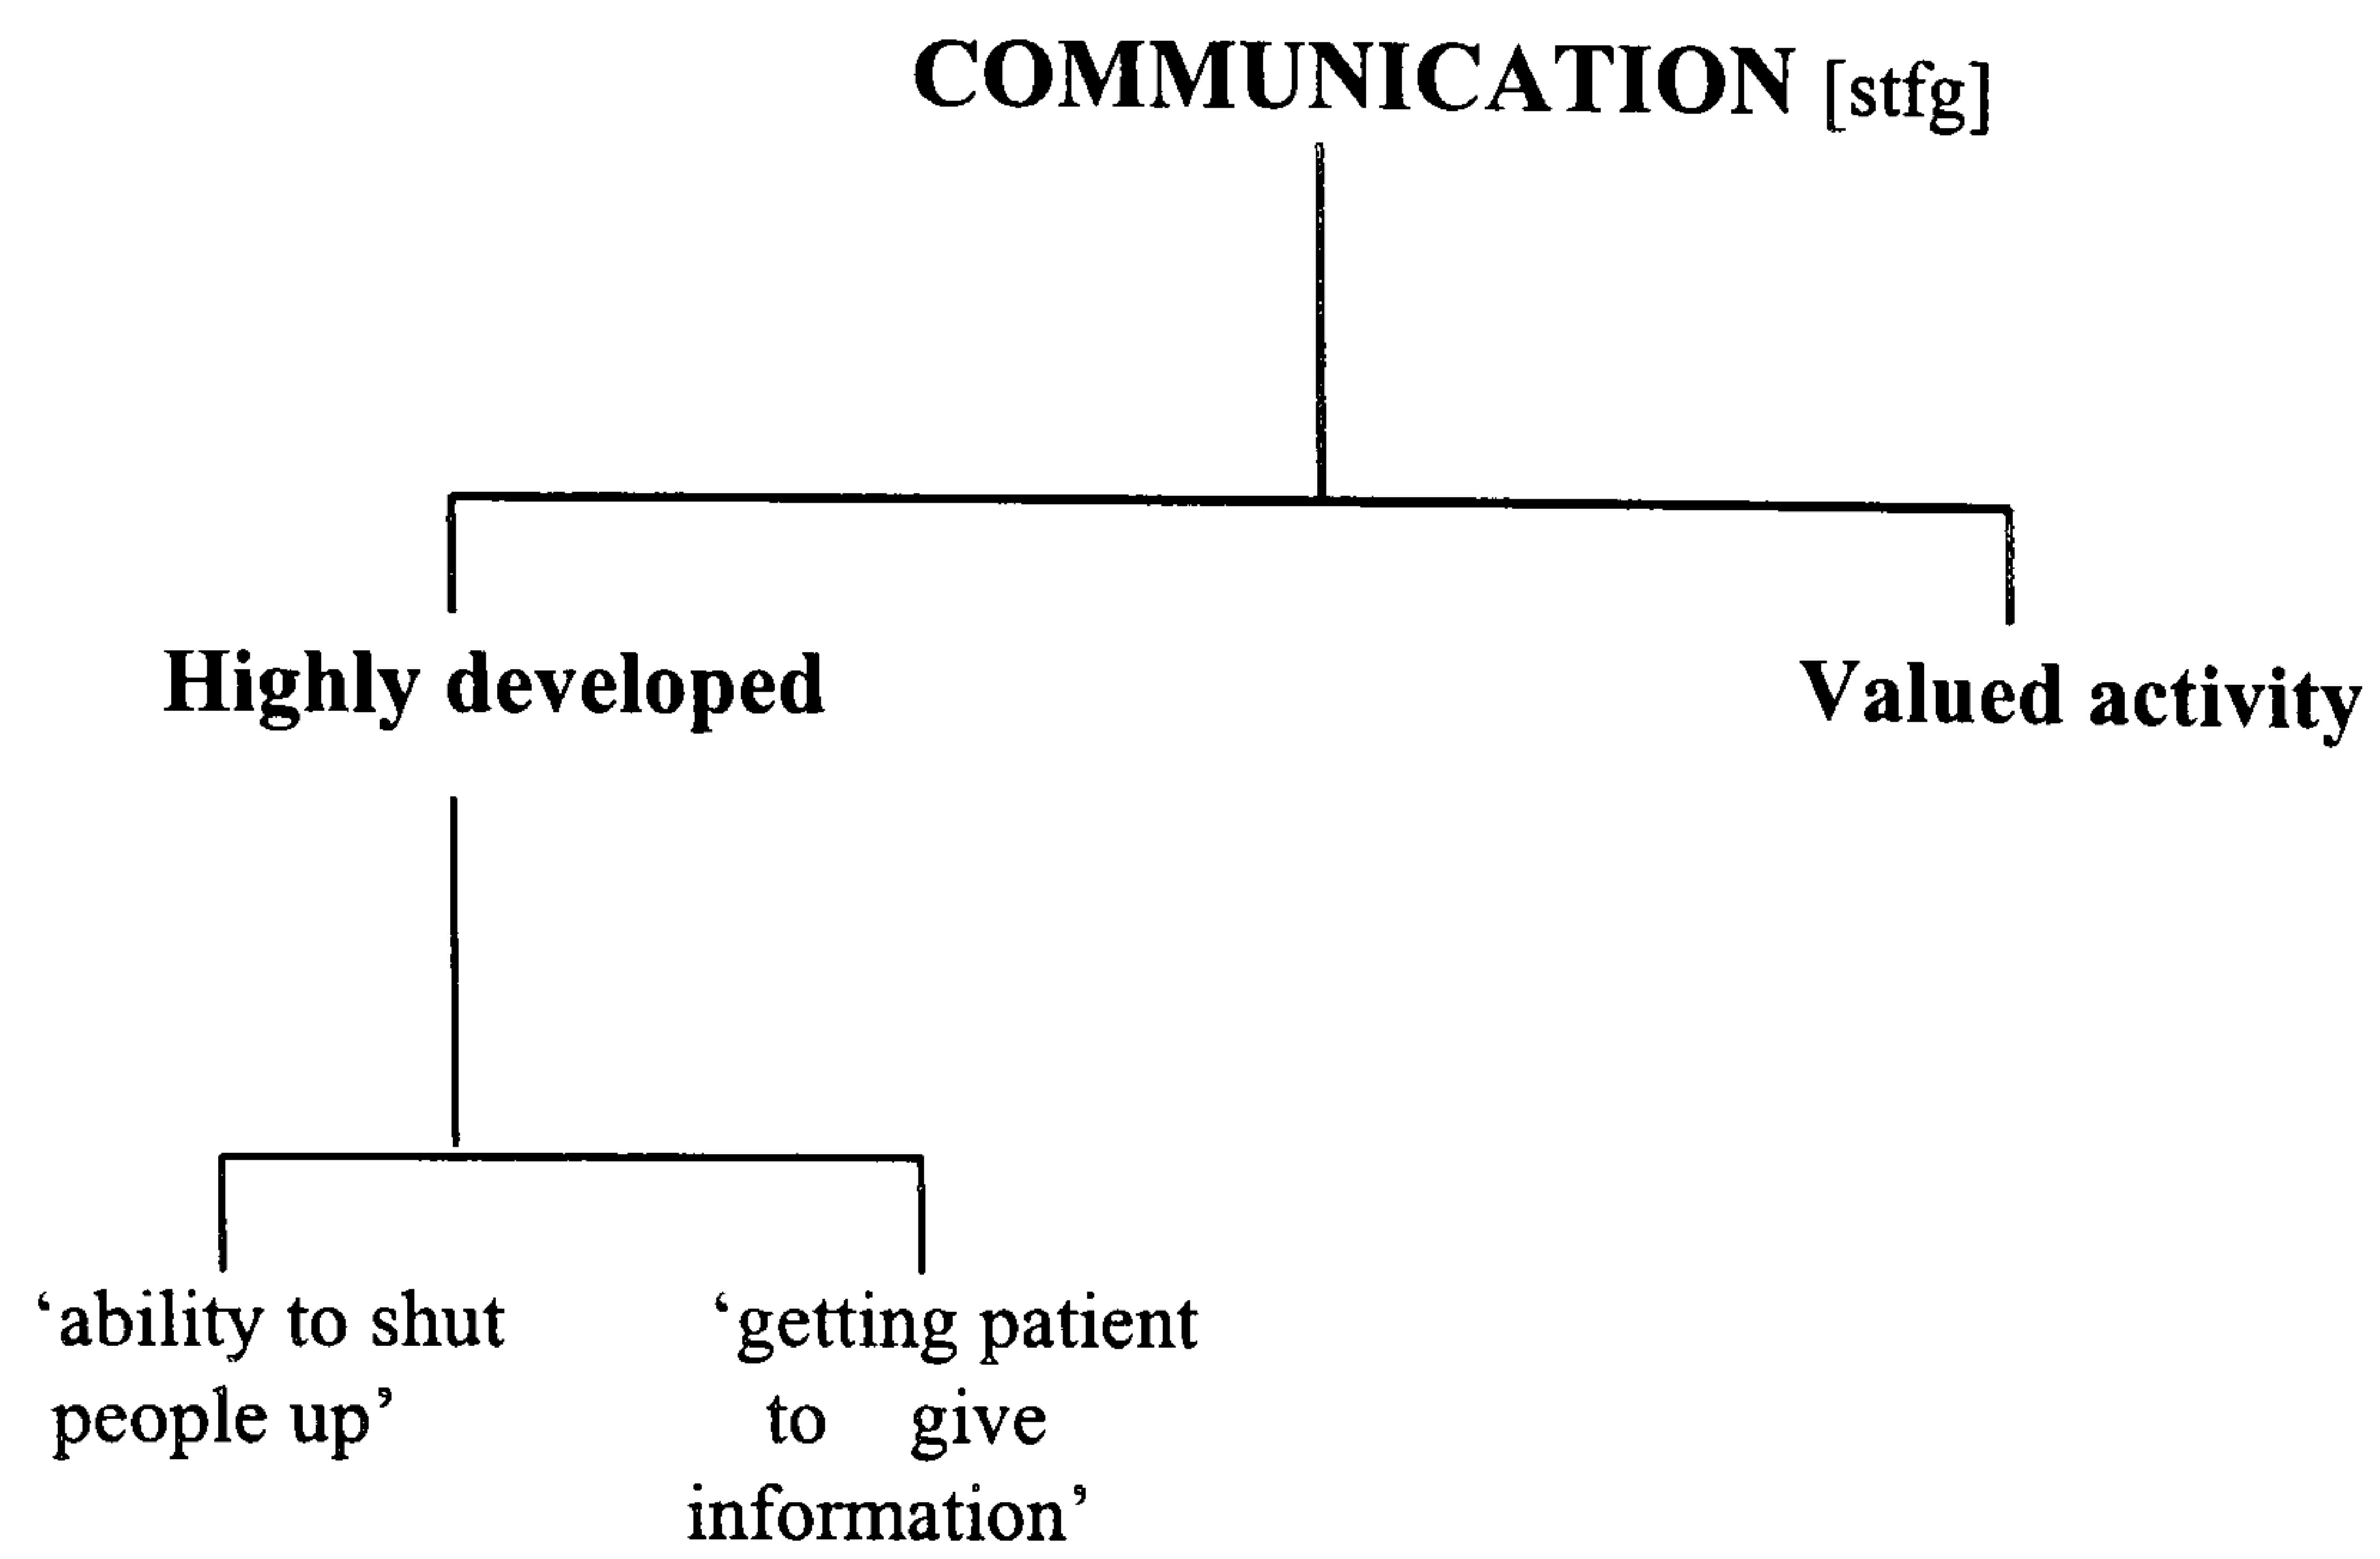 COMMUNICATION [stfg]
Highly developed
Valued activity
‘ability to shut
people up’
‘getting patient
to give
information’